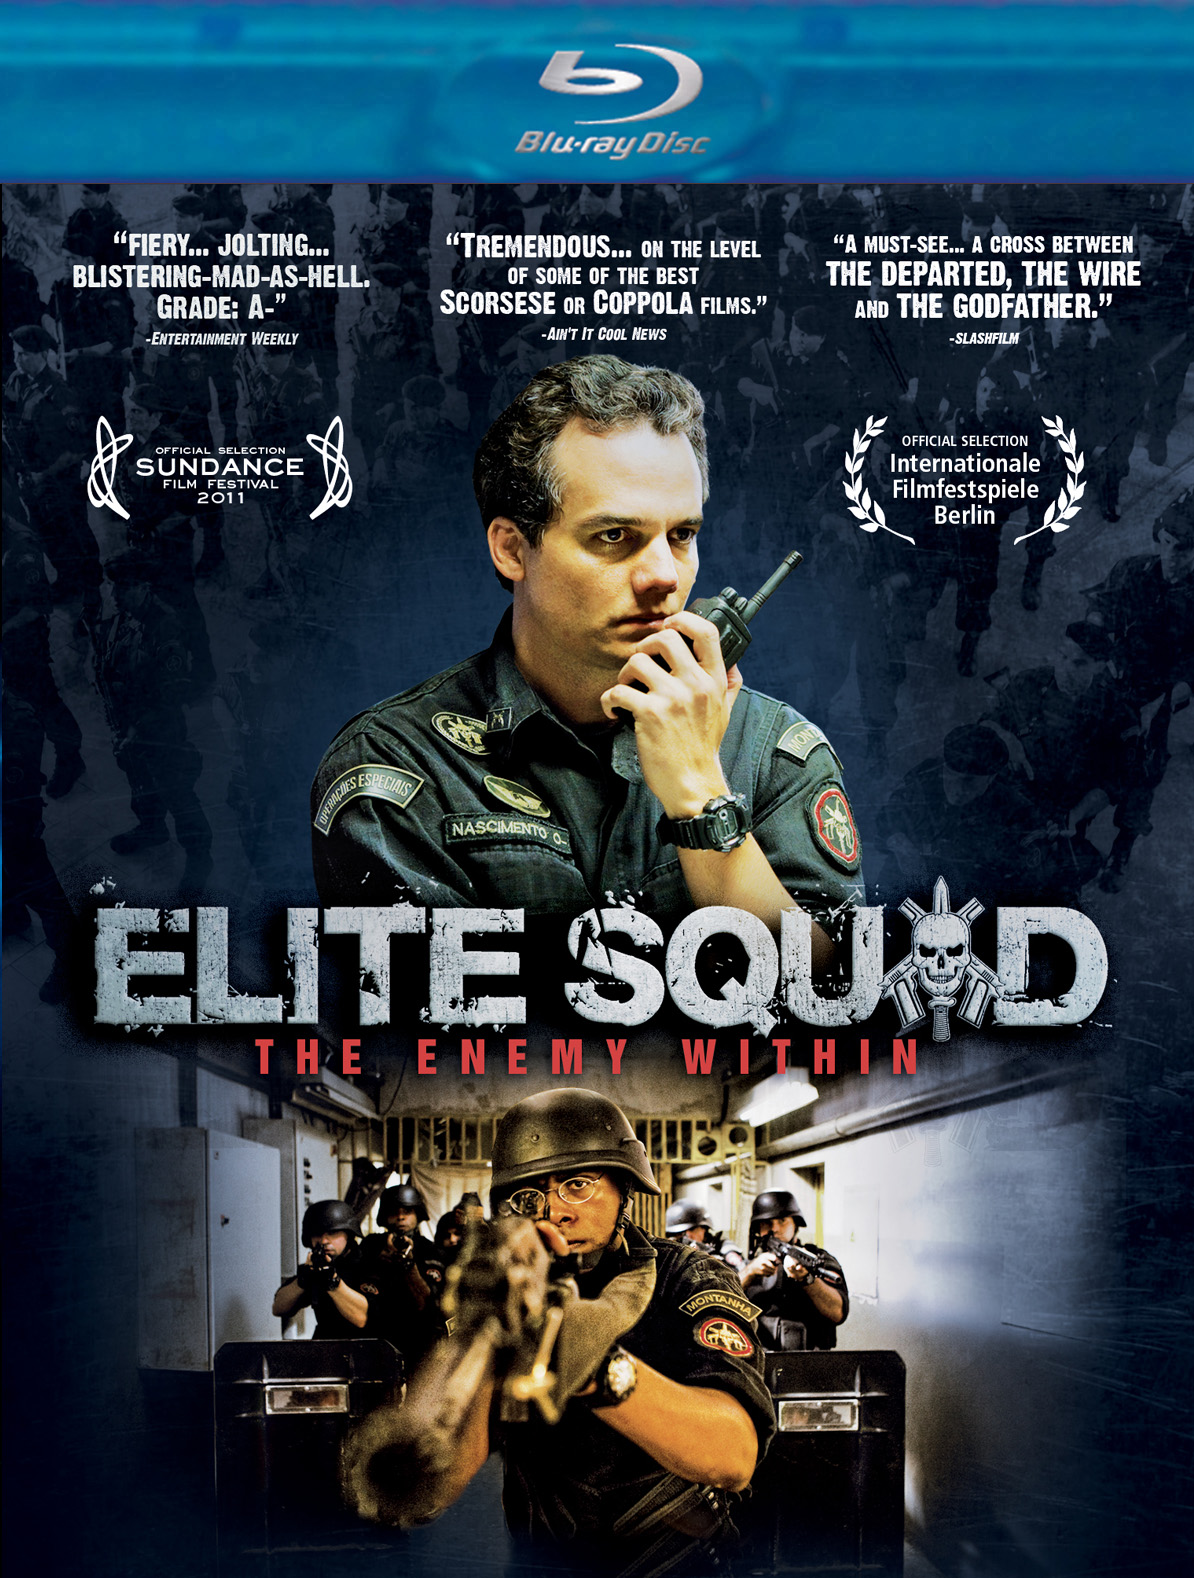 Blu-ray Disc
“FIERY... JOLTING...
BLISTERING-MAD-AS-HELL.
GRADE: A-”
-ENTERTAINMENT WEEKLY
“TREMENDOUS... ON THE LEVEL
OF SOME OF THE BEST
SCORSESE OR COPPOLA FILMS.”
-AIN'T IT COOL NEWS
“A MUST-SEE... A CROSS BETWEEN
THE DEPARTED, THE WIRE
AND THE GODFATHER.”
-SLASHFILM
OFFICIAL SELECTION
SUNDANCE
FILM FESTIVAL
2011
OFFICIAL SELECTION
Internationale
Filmfestspiele
Berlin
OPERAÇÕES ESPECIAIS
NASCIMENTO O-
MONT
ELITE SQUAD
THE ENEMY WITHIN
MONTANHA